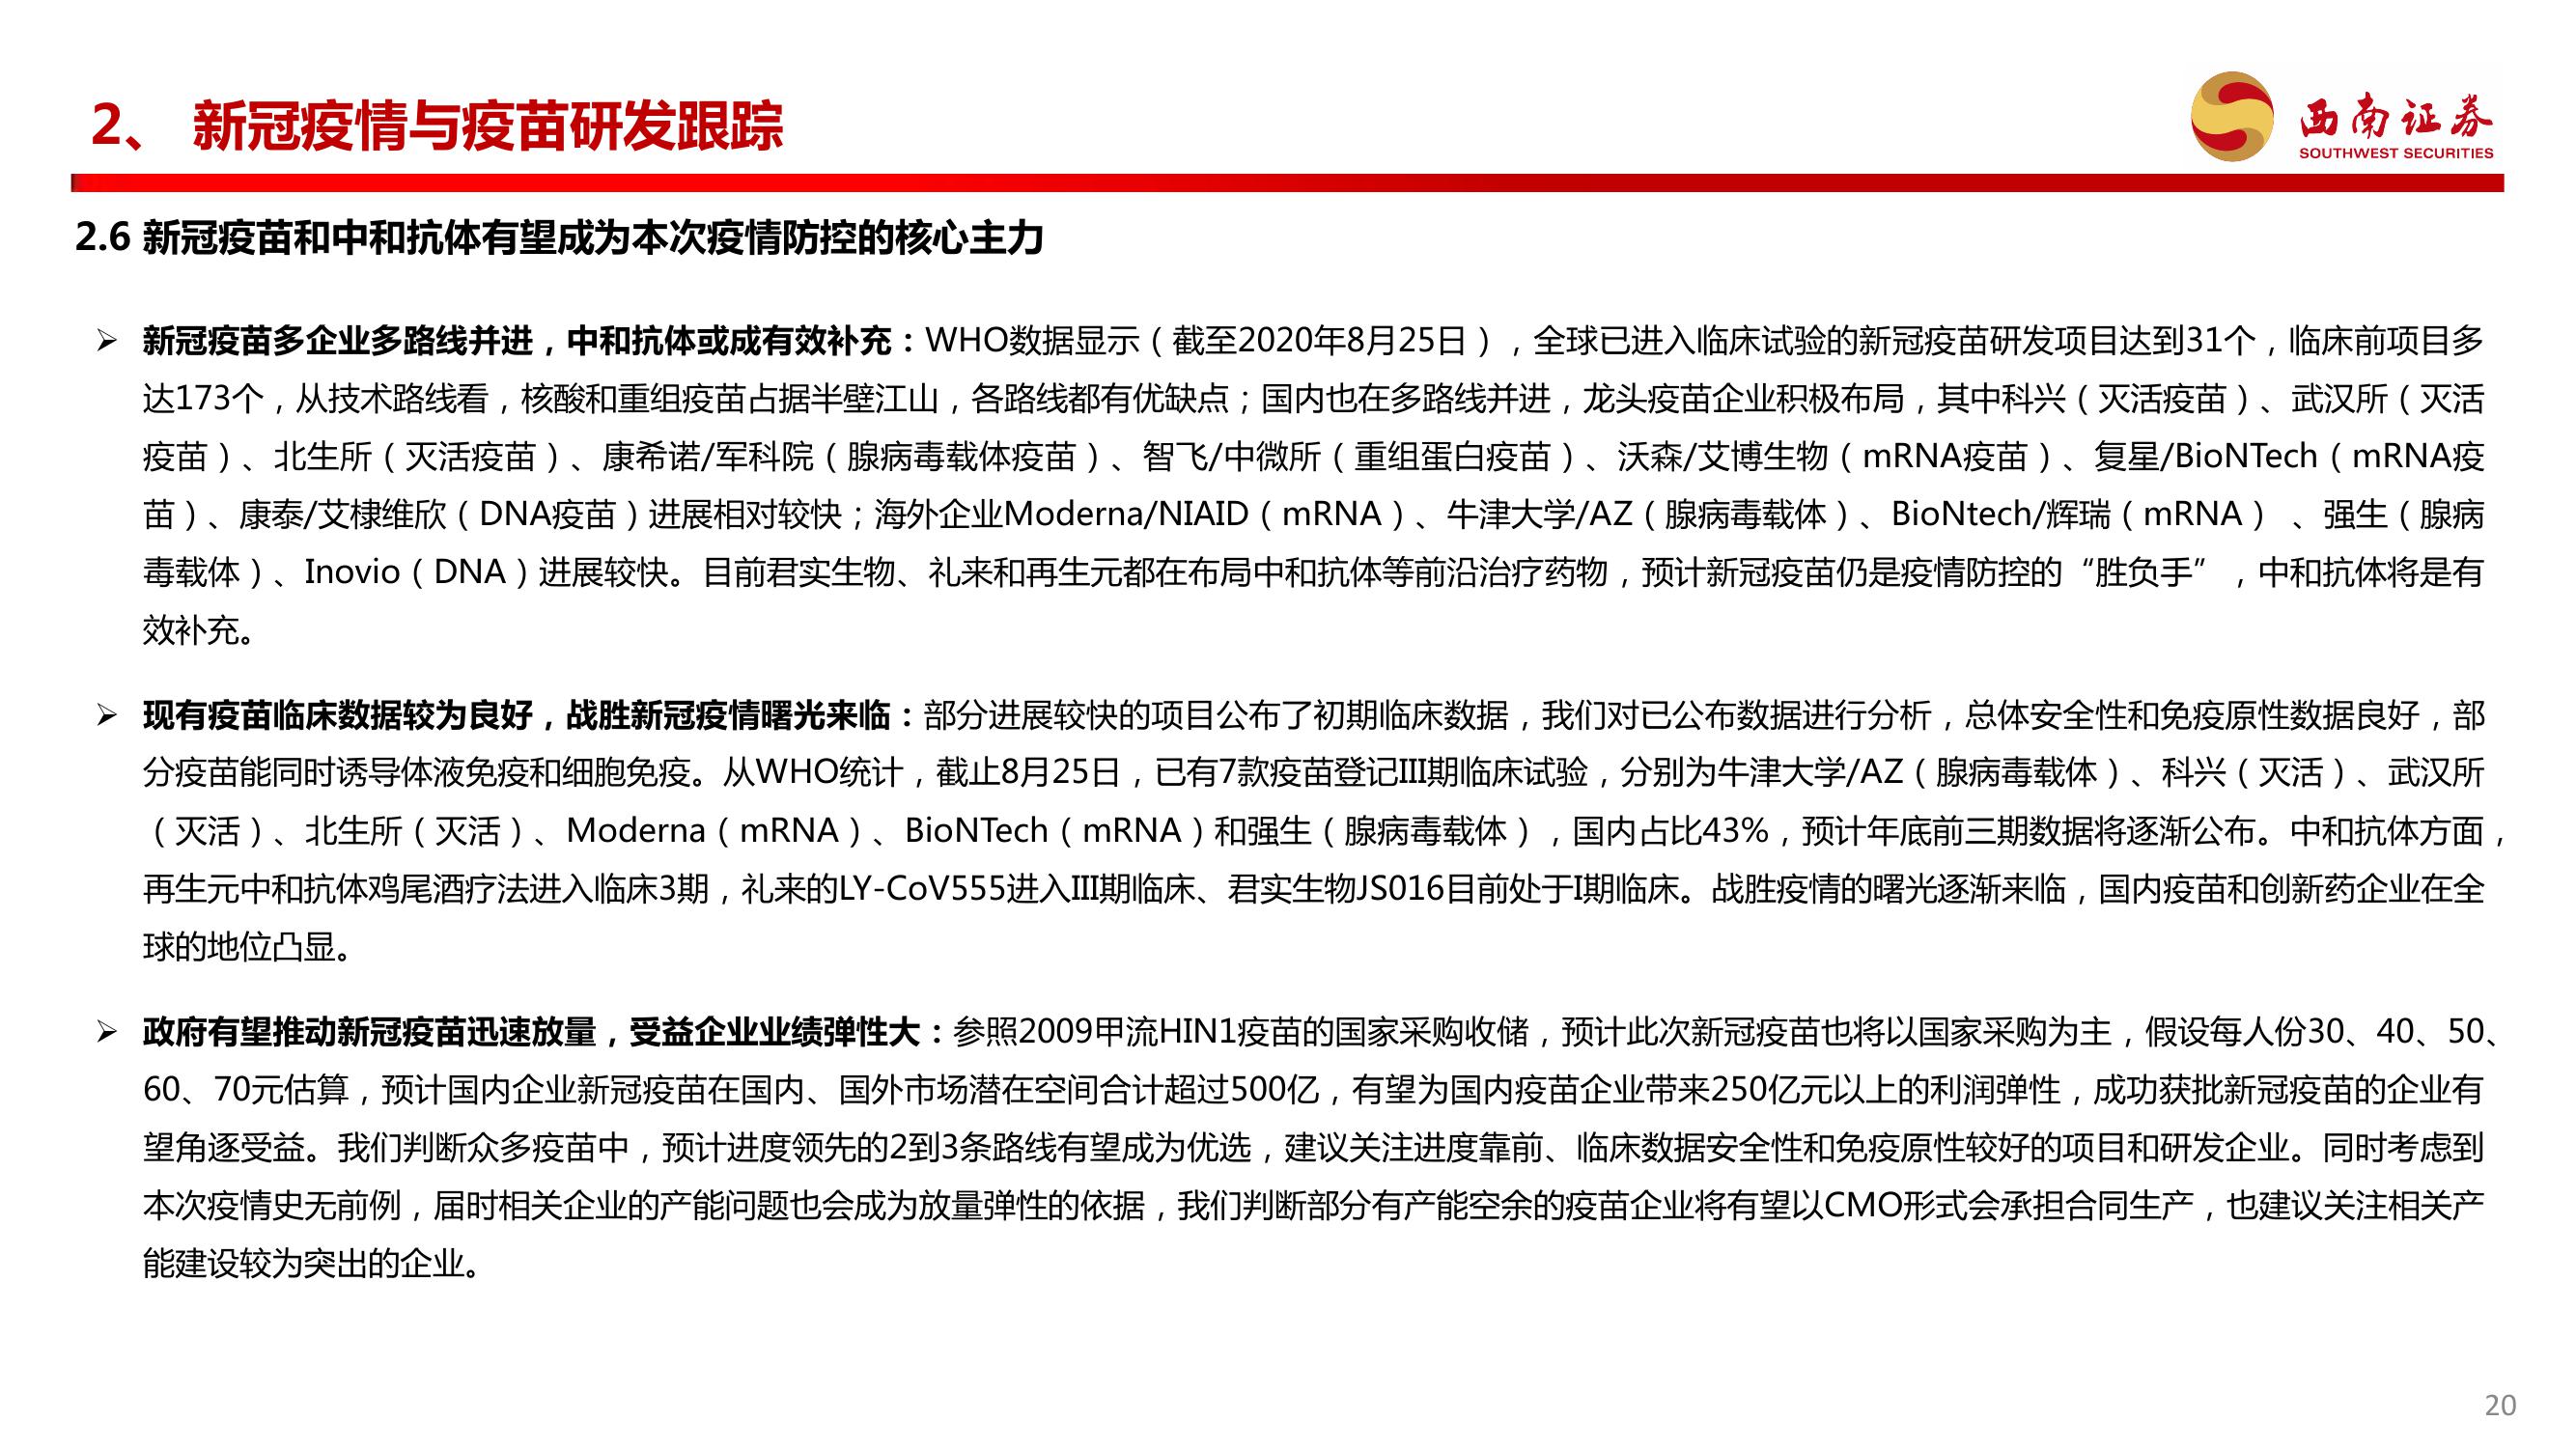 2、 新冠疫情与疫苗研发跟踪
西南证券
SOUTHWEST SECURITIES
2.6 新冠疫苗和中和抗体有望成为本次疫情防控的核心主力
➢ 新冠疫苗多企业多路线并进，中和抗体或成有效补充：WHO数据显示（截至2020年8月25日），全球已进入临床试验的新冠疫苗研发项目达到31个，临床前项目多
达173个，从技术路线看，核酸和重组疫苗占据半壁江山，各路线都有优缺点；国内也在多路线并进，龙头疫苗企业积极布局，其中科兴（灭活疫苗）、武汉所（灭活
疫苗）、北生所（灭活疫苗）、康希诺/军科院（腺病毒载体疫苗）、智飞/中微所（重组蛋白疫苗）、沃森/艾博生物（mRNA疫苗）、复星/BioNTech（mRNA疫
苗）、康泰/艾棣维欣（DNA疫苗）进展相对较快；海外企业Moderna/NIAID（mRNA）、牛津大学/AZ（腺病毒载体）、BioNtech/辉瑞（mRNA） 、强生（腺病
毒载体）、Inovio（DNA）进展较快。目前君实生物、礼来和再生元都在布局中和抗体等前沿治疗药物，预计新冠疫苗仍是疫情防控的“胜负手”，中和抗体将是有
效补充。
➢ 现有疫苗临床数据较为良好，战胜新冠疫情曙光来临：部分进展较快的项目公布了初期临床数据，我们对已公布数据进行分析，总体安全性和免疫原性数据良好，部
分疫苗能同时诱导体液免疫和细胞免疫。从WHO统计，截止8月25日，已有7款疫苗登记III期临床试验，分别为牛津大学/AZ（腺病毒载体）、科兴（灭活）、武汉所
（灭活）、北生所（灭活）、Moderna（mRNA）、BioNTech（mRNA）和强生（腺病毒载体），国内占比43%，预计年底前三期数据将逐渐公布。中和抗体方面，
再生元中和抗体鸡尾酒疗法进入临床3期，礼来的LY-CoV555进入III期临床、君实生物JS016目前处于I期临床。战胜疫情的曙光逐渐来临，国内疫苗和创新药企业在全
球的地位凸显。
➢ 政府有望推动新冠疫苗迅速放量，受益企业业绩弹性大：参照2009甲流HIN1疫苗的国家采购收储，预计此次新冠疫苗也将以国家采购为主，假设每人份30、40、50、
60、70元估算，预计国内企业新冠疫苗在国内、国外市场潜在空间合计超过500亿，有望为国内疫苗企业带来250亿元以上的利润弹性，成功获批新冠疫苗的企业有
望角逐受益。我们判断众多疫苗中，预计进度领先的2到3条路线有望成为优选，建议关注进度靠前、临床数据安全性和免疫原性较好的项目和研发企业。同时考虑到
本次疫情史无前例，届时相关企业的产能问题也会成为放量弹性的依据，我们判断部分有产能空余的疫苗企业将有望以CMO形式会承担合同生产，也建议关注相关产
能建设较为突出的企业。
20